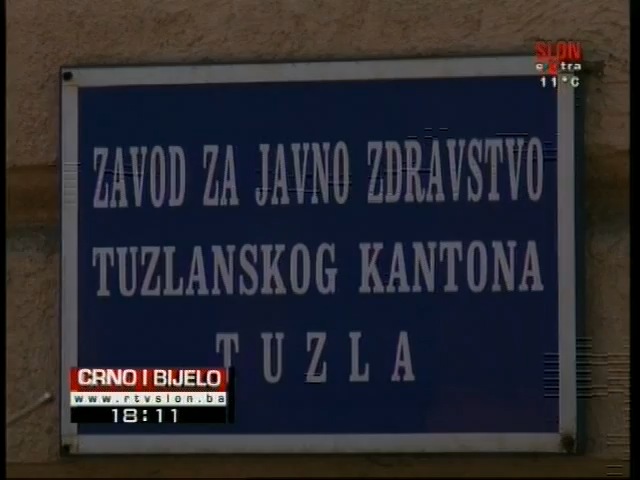 SLON
extra
11°C
ZAVOD ZA JAVNO ZDRAVSTVO
TUZLANSKOG KANTONA
TUZLA
CRNO I BIJELO
www.rtvslon.ba
18:11